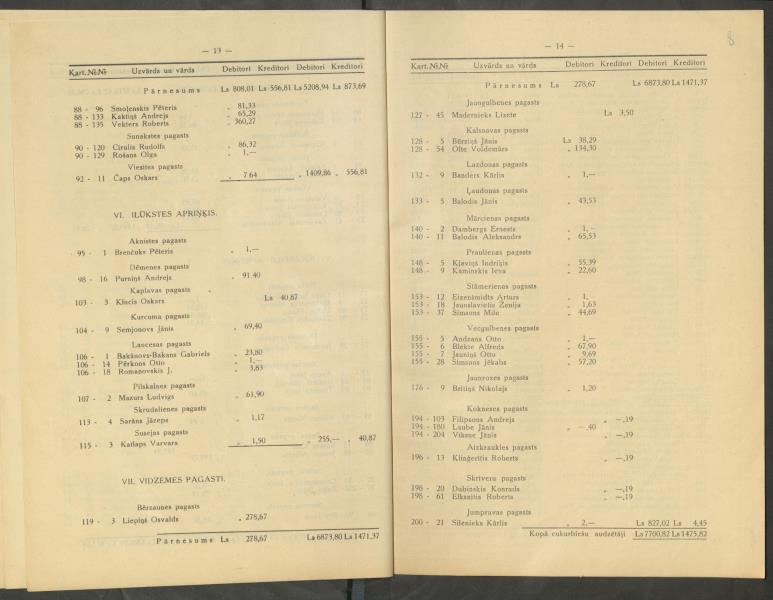 — 13 —
Kart.№№ Uzvārds un vārds Debitori Kreditori Debitori Kreditori
Pārnesums Ls 808,01 Ls 556,81 Ls 5208,94 Ls 873,69
88 - 96 Smoļenskis Pēteris „ 81,33
88 - 133 Kaktiņš Andrejs „ 65,29
88 - 135 Vekters Roberts „ 360,27
Sunākstes pagasts
90 - 120 Cīrulis Rudolfs „ 86,32
90 - 129 Rošāns Olga „ 1,—
Viesītes pagasts
92 - 11 Čaps Oskars „ 7 64 „ 1409,86 „ 556,81
VI. ILŪKSTES APRIŅĶIS.
Aknīstes pagasts
95 - 1 Brenčuks Pēteris „ 1,—
Dēmenes pagasts
98 - 16 Purniņš Andrejs „ 91,40
Kaplavas pagasts
103 - 3 Kļocis Oskars Ls 40,87
Kurcuma pagasts
104 - 9 Semjonovs Jānis „ 69,40
Laucesas pagasts
106 - 1 Bakānovs-Bakans Gabriels „ 23,80
106 - 14 Pērkons Otto „ 1,—
106 - 18 Romanovskis J. „ 3,83
Pilskalnes pagasts
107 - 2 Mazurs Ludvigs „ 61,90
Skrudalienes pagasts
113 - 4 Sarāns Jāzeps „ 1,17
Susejas pagasts
115 - 3 Katlaps Varvara „ 1,50 „ 255,— „ 40,87
VII. VIDZEMES PAGASTI.
Bērzaunes pagasts
119 - 3 Liepiņš Osvalds „ 278,67
Pārnesums Ls 278,67 Ls 6873,80 Ls 1471,37
8
— 14 —
Kart.№№ Uzvārds un vārds Debitori Kreditori Debitori Kreditori
Pārnesums Ls 278,67 Ls 6873,80 Ls 1471,37
Jaungulbenes pagasts
127 - 45 Madernieks Lizete Ls 3,50
Kalsnavas pagasts
128 - 5 Bērziņš Jānis Ls 38,29
128 - 54 Olte Voldemārs „ 134,30
Lazdonas pagasts
132 - 9 Banders Kārlis „ 1,—
Ļaudonas pagasts
133 - 5 Balodis Jānis „ 43,53
Mārcienas pagasts
140 - 2 Dambergs Ernests „ 1,—
140 - 11 Balodis Aleksandrs „ 65,53
Praulienas pagasts
148 - 5 Kļaviņš Indriķis „ 55,39
148 - 9 Kaminskis Ieva „ 22,60
Stāmerienas pagasts
153 - 12 Eizenšmidts Arturs „ 1,—
153 - 18 Jaunslavietis Ženija „ 1,63
153 - 37 Simsons Mile „ 44,69
Vecgulbenes pagasts
155 - 5 Andzans Otto „ 1,—
155 - 6 Blekte Alfreds „ 67,90
155 - 7 Jauniņš Otto „ 9,69
155 - 28 Simsons Jēkabs „ 57,20
Jaunrozes pagasts
176 - 9 Britiņš Nikolajs „ 1,20
Kokneses pagasts
194 - 103 Filipsons Andrejs „ —,19
194 - 180 Laube Jānis „ —,40
194 - 204 Viksne Jānis „ —,19
Aizkraukles pagasts
196 - 13 Kliņģerītis Roberts „ —,19
Skrīveru pagasts
198 - 20 Dubinskis Konrads „ —,19
198 - 61 Elksnītis Roberts „ —,19
Jumpravas pagasts
200 - 21 Silenieks Kārlis „ 2,— Ls 827,02 Ls 4,45
Kopā cukurbiešu audzētāji Ls 7700,82 Ls 1475,82